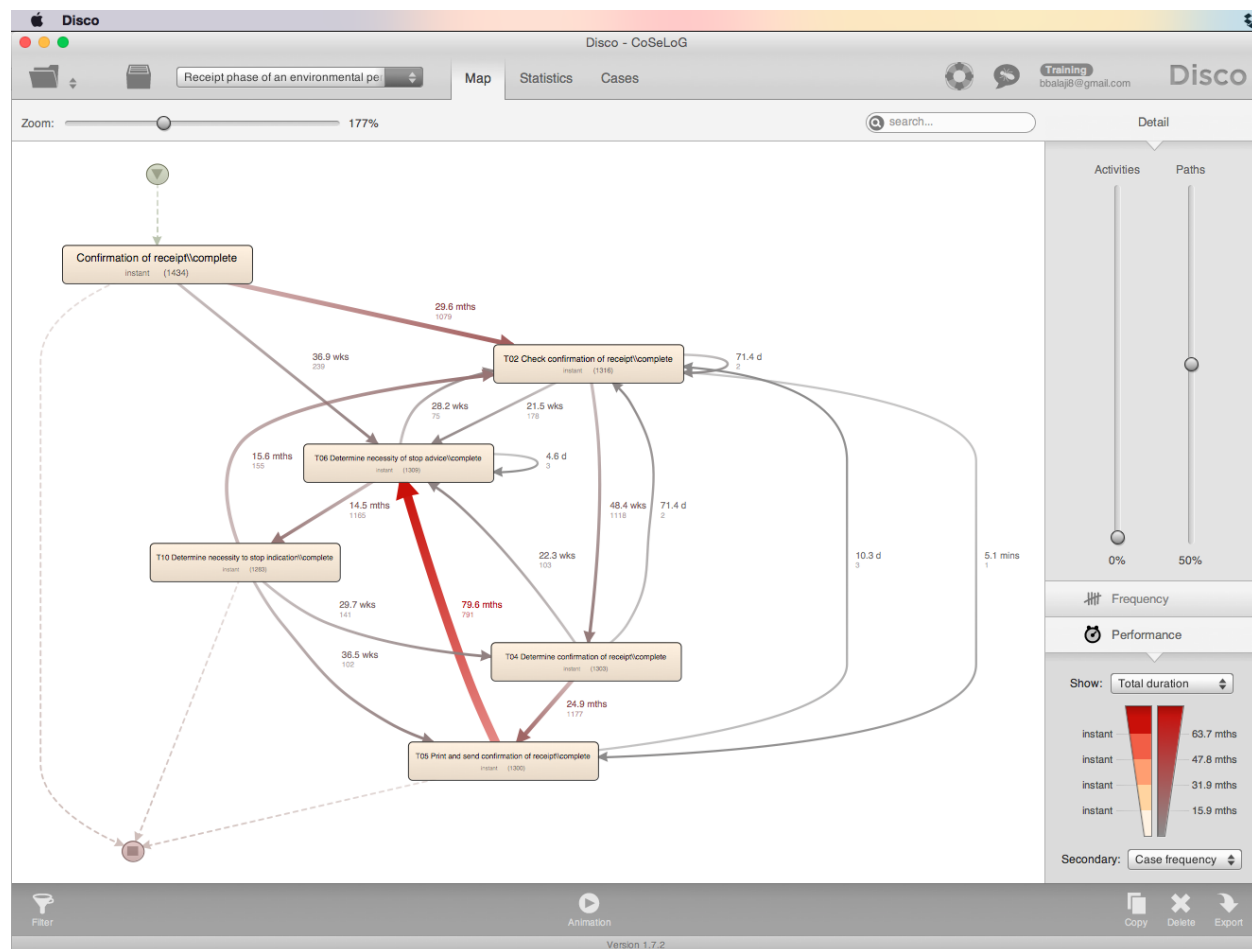 Disco
Disco - CoSeLoG
Receipt phase of an environmental pe
Map
Statistics
Cases
Training
bbalaji8@gmail.com
Disco
Zoom:
177%
search...
Detail
Activities
Paths
Confirmation of receipt\\complete
instant (1434)
29.6 mths
1079
36.9 wks
239
T02 Check confirmation of receipt\\complete
instant (1316)
71.4 d
2
28.2 wks
75
21.5 wks
178
15.6 mths
155
T06 Determine necessity of stop advice\\complete
instant (1309)
4.6 d
3
14.5 mths
1165
48.4 wks
1118
71.4 d
2
T10 Determine necessity to stop indication\\complete
instant (1283)
22.3 wks
103
10.3 d
3
5.1 mins
1
29.7 wks
141
79.6 mths
791
36.5 wks
102
T04 Determine confirmation of receipt\\complete
instant (1303)
24.9 mths
1177
T05 Print and send confirmation of receipt\\complete
instant (1300)
0%
50%
Frequency
Performance
Show:
Total duration
instant
63.7 mths
instant
47.8 mths
instant
31.9 mths
instant
15.9 mths
Secondary:
Case frequency
Filter
Animation
Copy
Delete
Export
Version 1.7.2